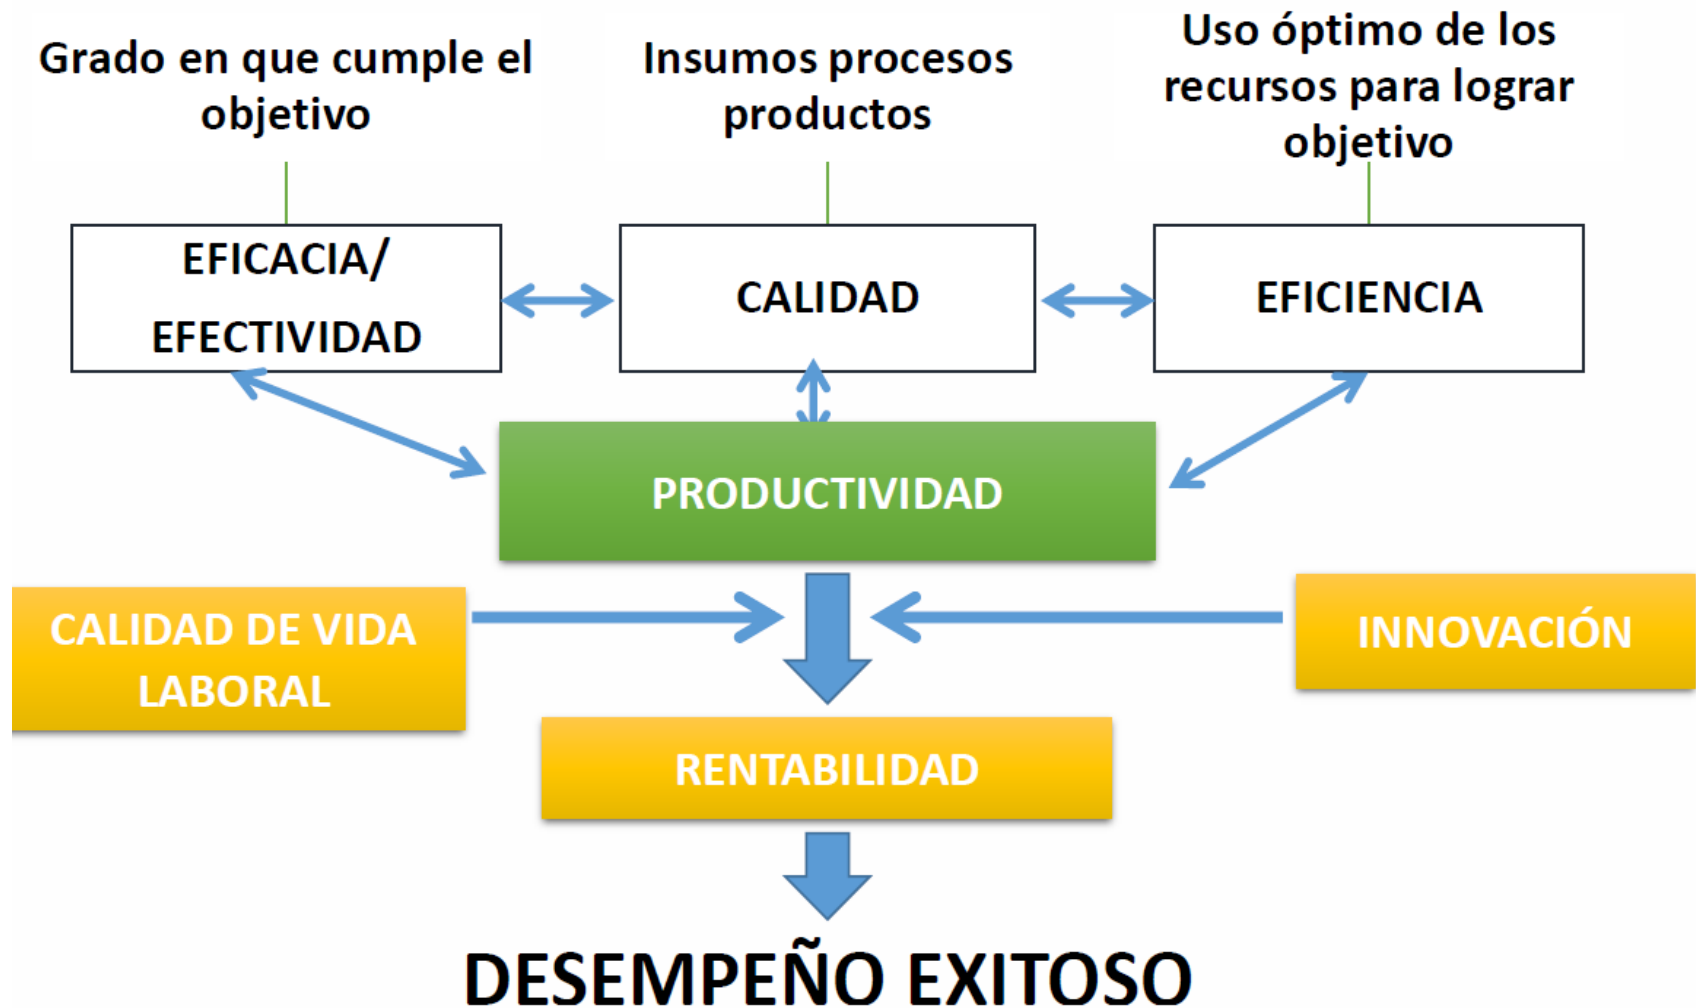 Grado en que cumple el
objetivo
Insumos procesos
productos
Uso óptimo de los
recursos para lograr
objetivo
EFICACIA/
EFECTIVIDAD
CALIDAD
EFICIENCIA
PRODUCTIVIDAD
CALIDAD DE VIDA
LABORAL
INNOVACIÓN
RENTABILIDAD
DESEMPEÑO EXITOSO